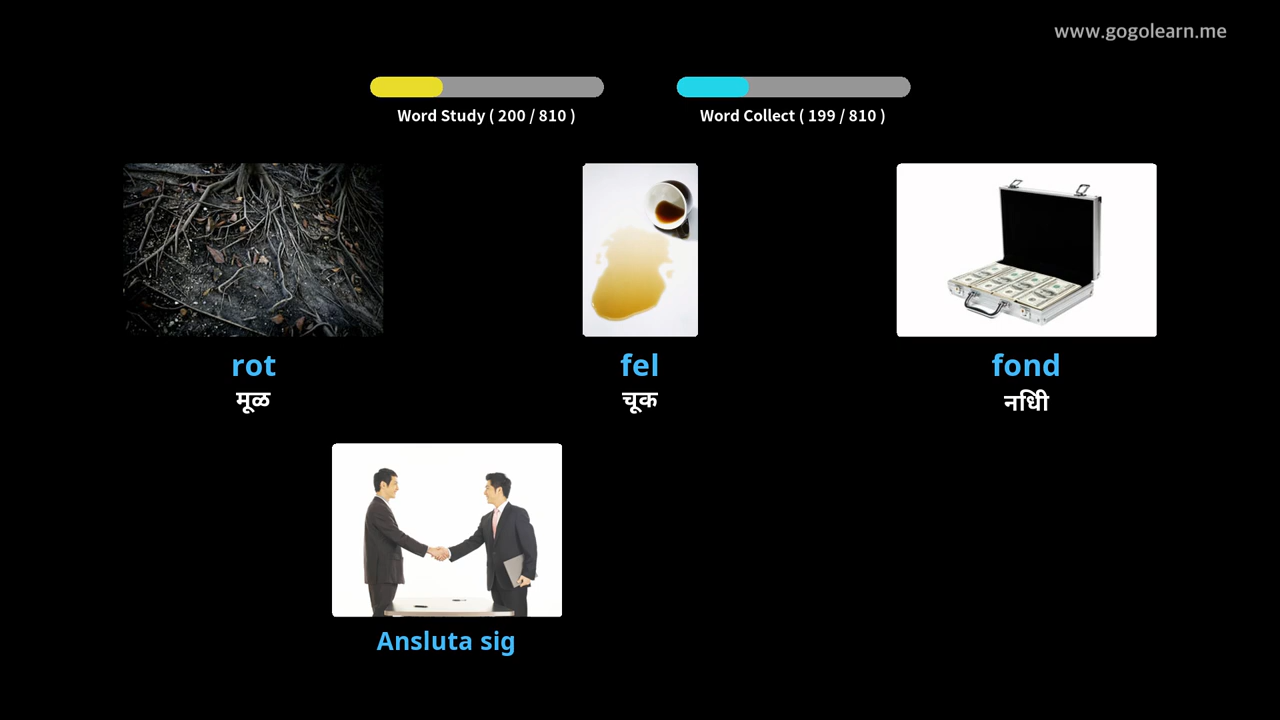 www.gogolearn.me
Word Study ( 200 / 810 )
Word Collect ( 199 / 810 )
rot
fel
fond
मूळ
चूक
निधी
Ansluta sig